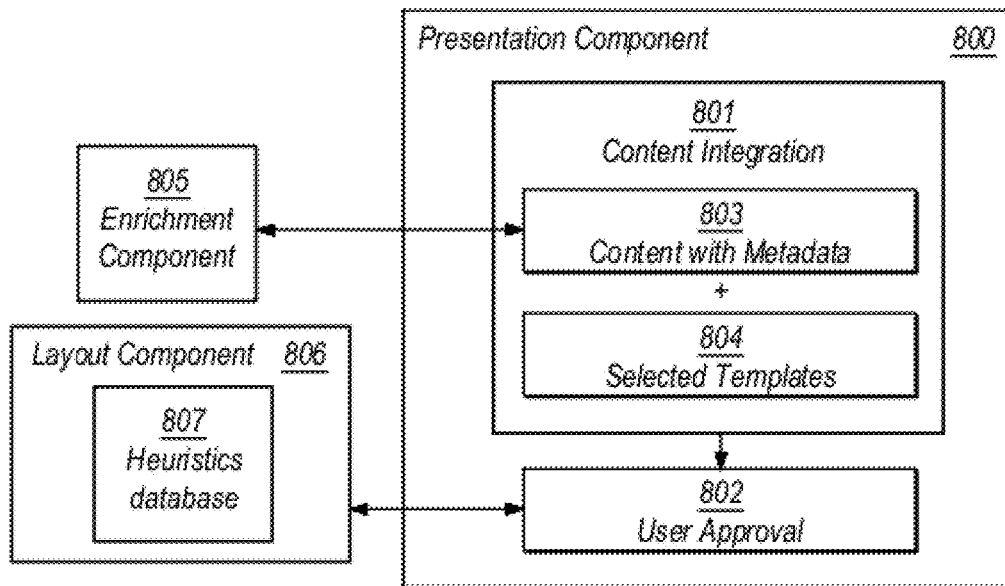 Presentation Component 800
801
Content Integration
803
Content with Metadata
+
804
Selected Templates
802
User Approval
805
Enrichment
Component
Layout Component 806
807
Heuristics
database